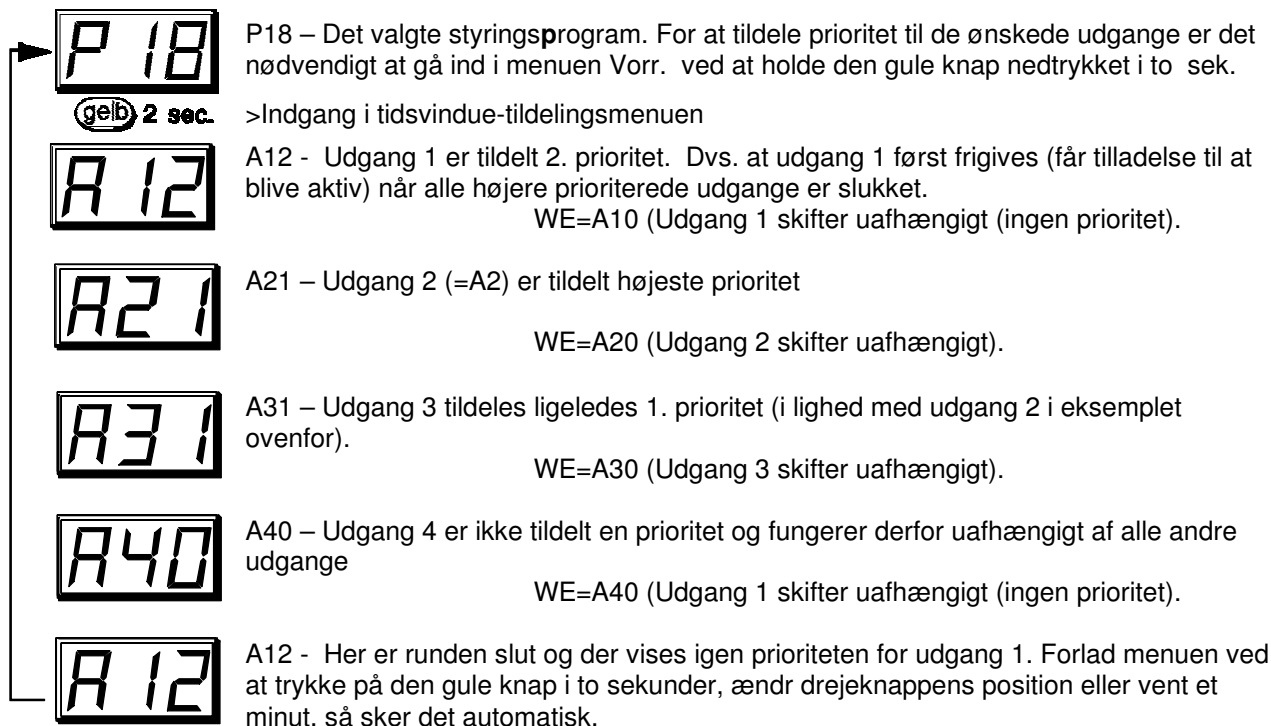 P18
P18 – Det valgte styringsprogram. For at tildele prioritet til de ønskede udgange er det
nødvendigt at gå ind i menuen Vorr. ved at holde den gule knap nedtrykket i to sek.
gelb 2 sec.
>Indgang i tidsvindue-tildelingsmenuen
A12
A12 - Udgang 1 er tildelt 2. prioritet. Dvs. at udgang 1 først frigives (får tilladelse til at
blive aktiv) når alle højere prioriterede udgange er slukket.
WE=A10 (Udgang 1 skifter uafhængigt (ingen prioritet).
A21
A21 – Udgang 2 (=A2) er tildelt højeste prioritet
WE=A20 (Udgang 2 skifter uafhængigt).
A31
A31 – Udgang 3 tildeles ligeledes 1. prioritet (i lighed med udgang 2 i eksemplet
ovenfor).
WE=A30 (Udgang 3 skifter uafhængigt).
A40
A40 – Udgang 4 er ikke tildelt en prioritet og fungerer derfor uafhængigt af alle andre
udgange
WE=A40 (Udgang 1 skifter uafhængigt (ingen prioritet).
A12
A12 - Her er runden slut og der vises igen prioriteten for udgang 1. Forlad menuen ved
at trykke på den gule knap i to sekunder, ændr drejeknappens position eller vent et
minut, så sker det automatisk.